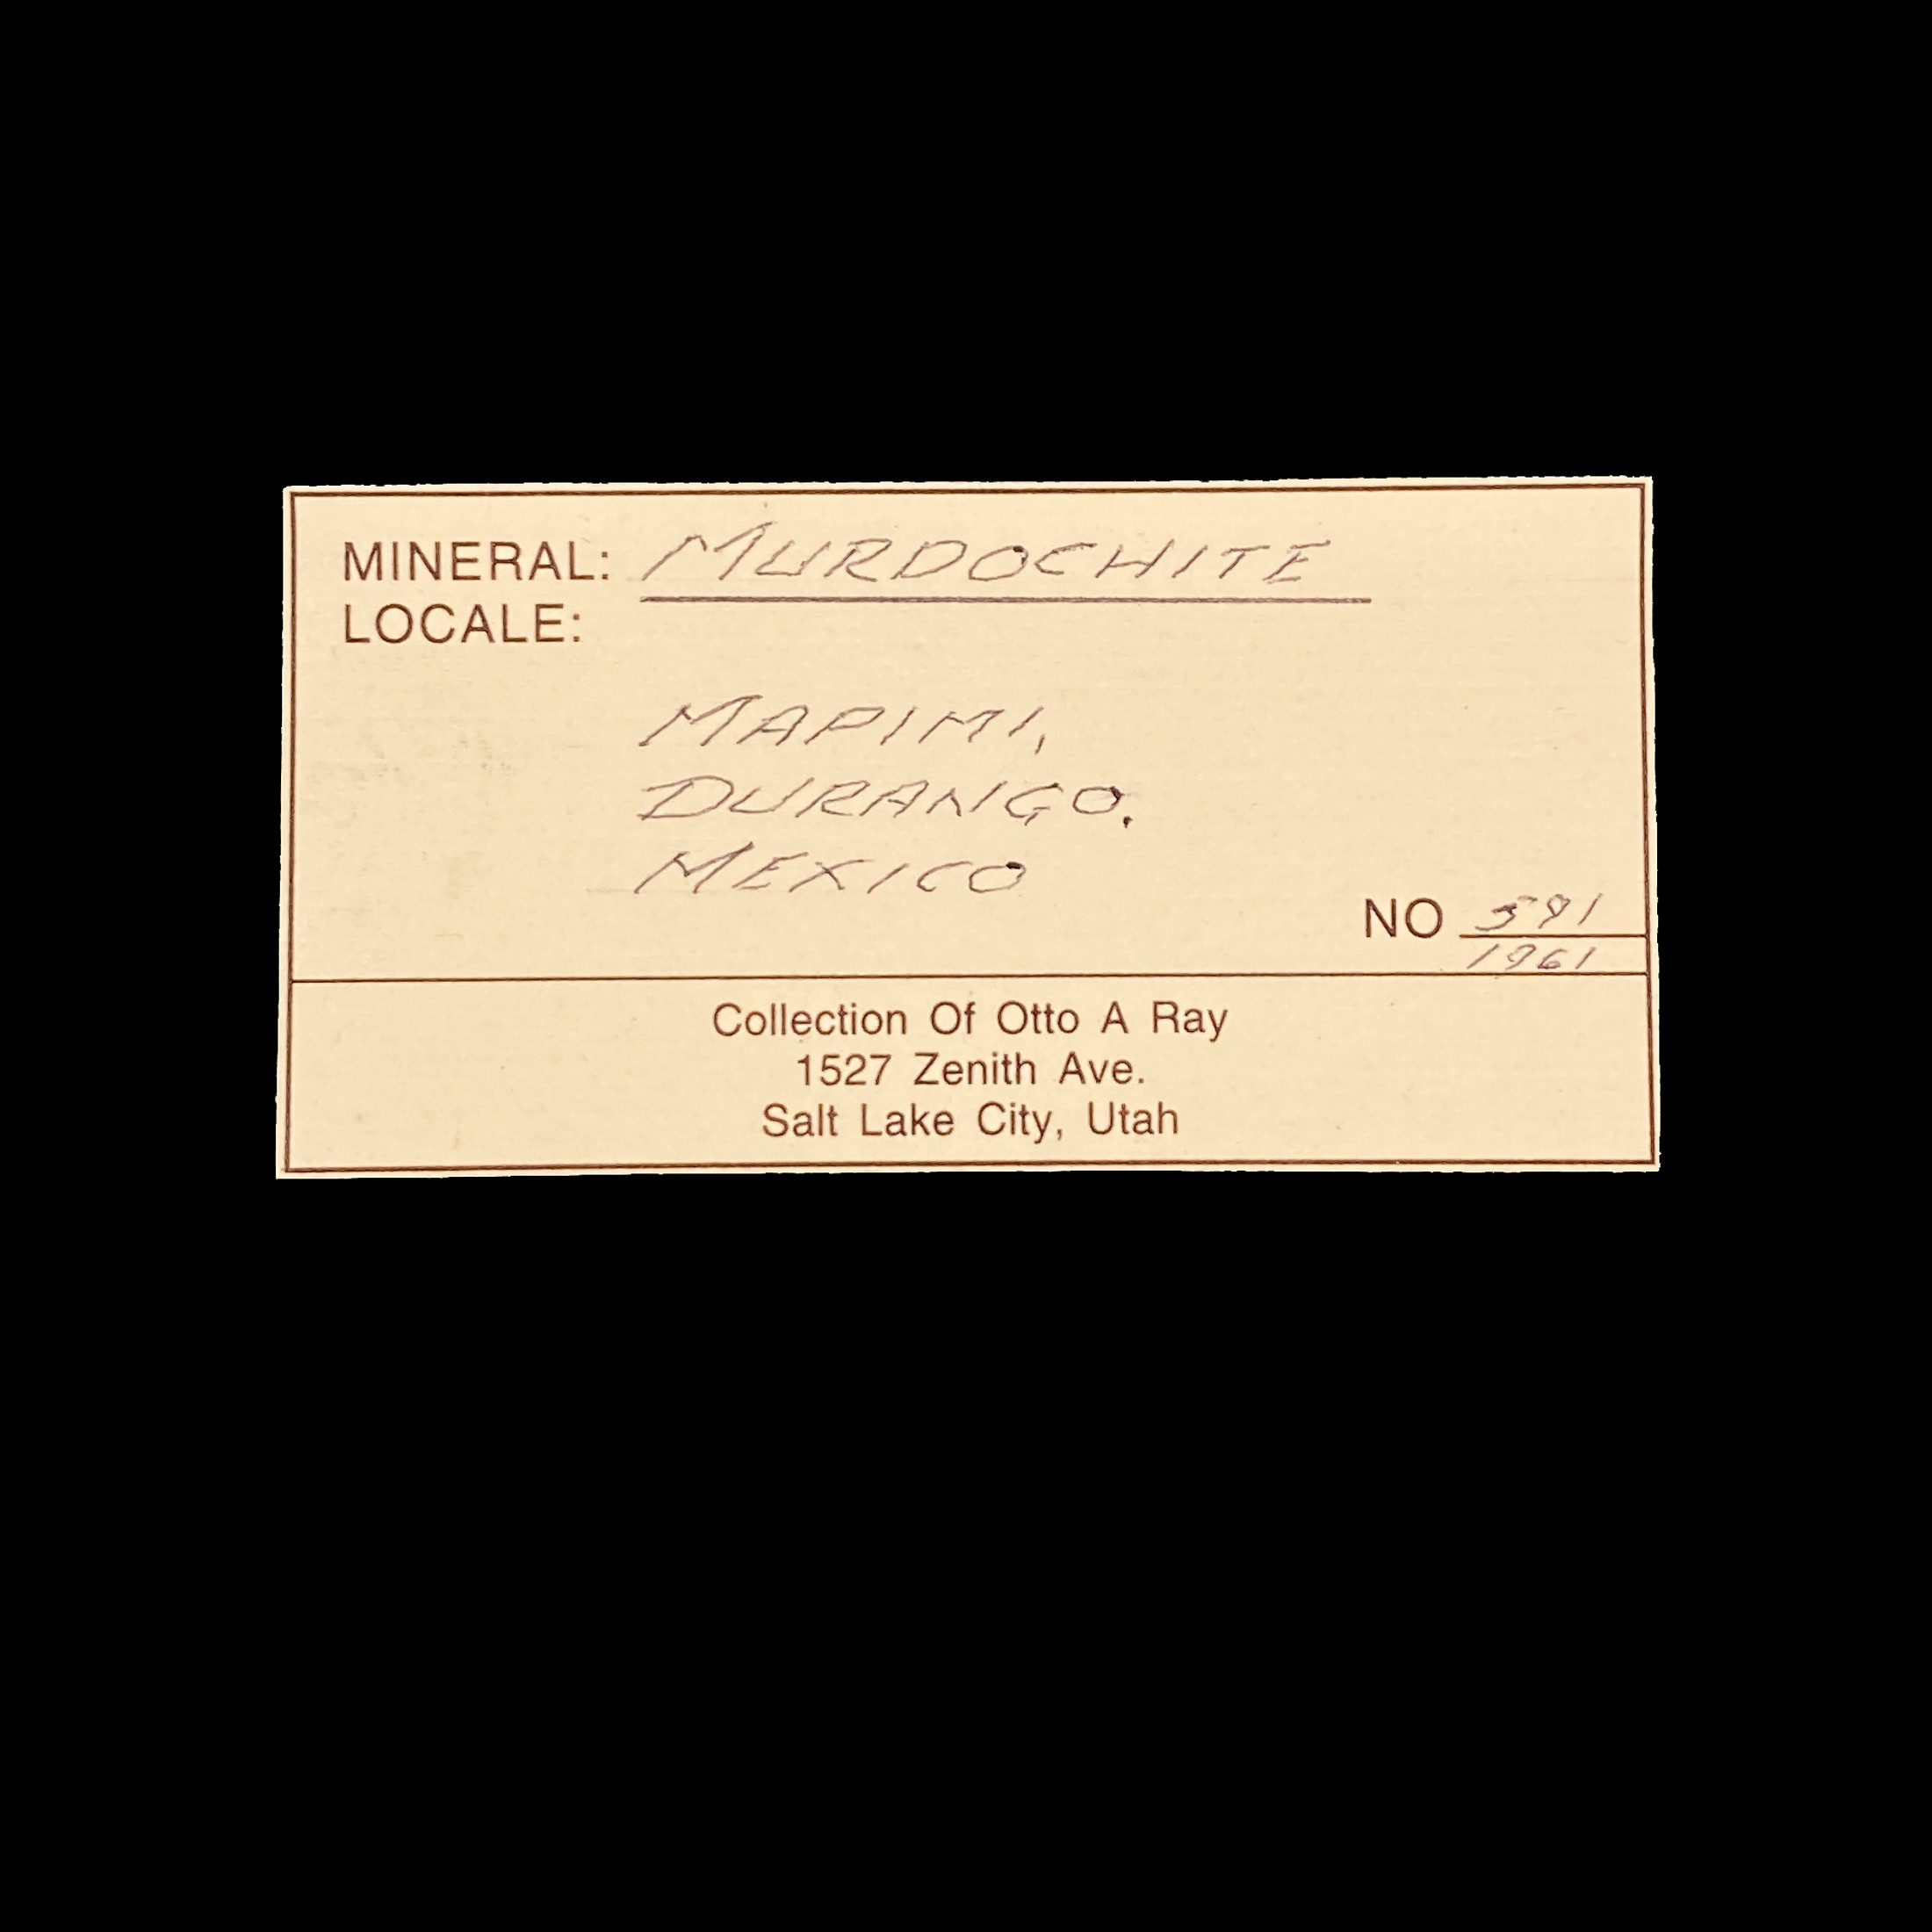 MINERAL: MURDOCHITE
LOCALE:
MAPIMI,
DURANGO.
MEXICO
NO 591
1961
Collection Of Otto A Ray
1527 Zenith Ave.
Salt Lake City, Utah